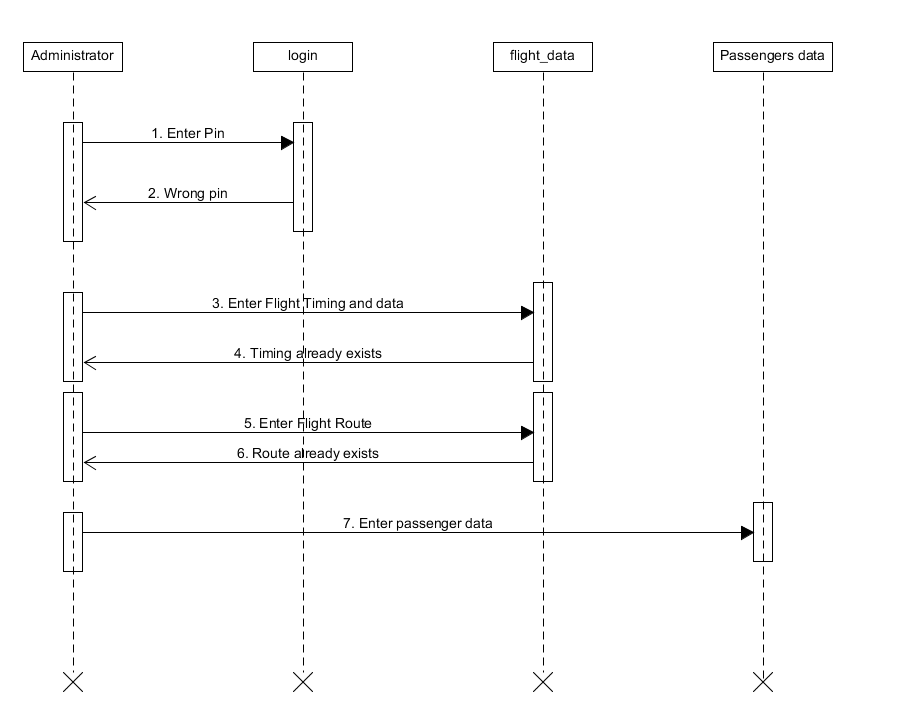 Administrator
login
flight_data
Passengers data
1. Enter Pin
2. Wrong pin
3. Enter Flight Timing and data
4. Timing already exists
5. Enter Flight Route
6. Route already exists
7. Enter passenger data